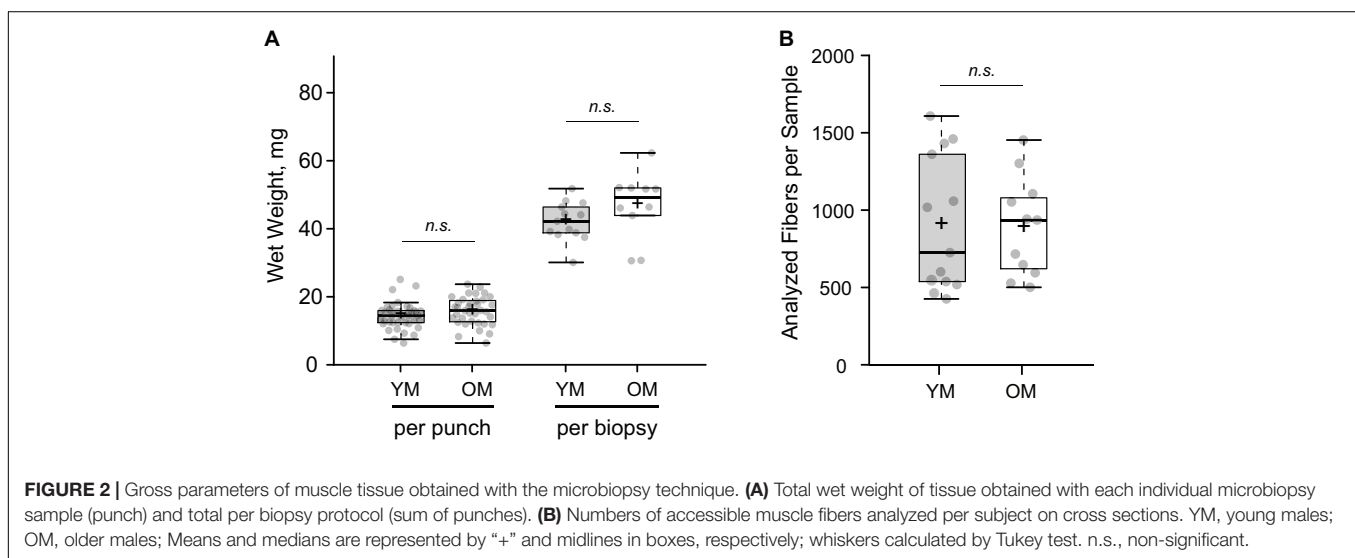 A
Wet Weight, mg
80
60
40
20
0
n.s.
n.s.
YM
OM
YM
OM
per punch
per biopsy
B
Analyzed Fibers per Sample
2000
1500
1000
500
0
n.s.
YM
OM
FIGURE 2 | Gross parameters of muscle tissue obtained with the microbiopsy technique. (A) Total wet weight of tissue obtained with each individual microbiopsy
sample (punch) and total per biopsy protocol (sum of punches). (B) Numbers of accessible muscle fibers analyzed per subject on cross sections. YM, young males;
OM, older males; Means and medians are represented by “+” and midlines in boxes, respectively; whiskers calculated by Tukey test. n.s., non-significant.